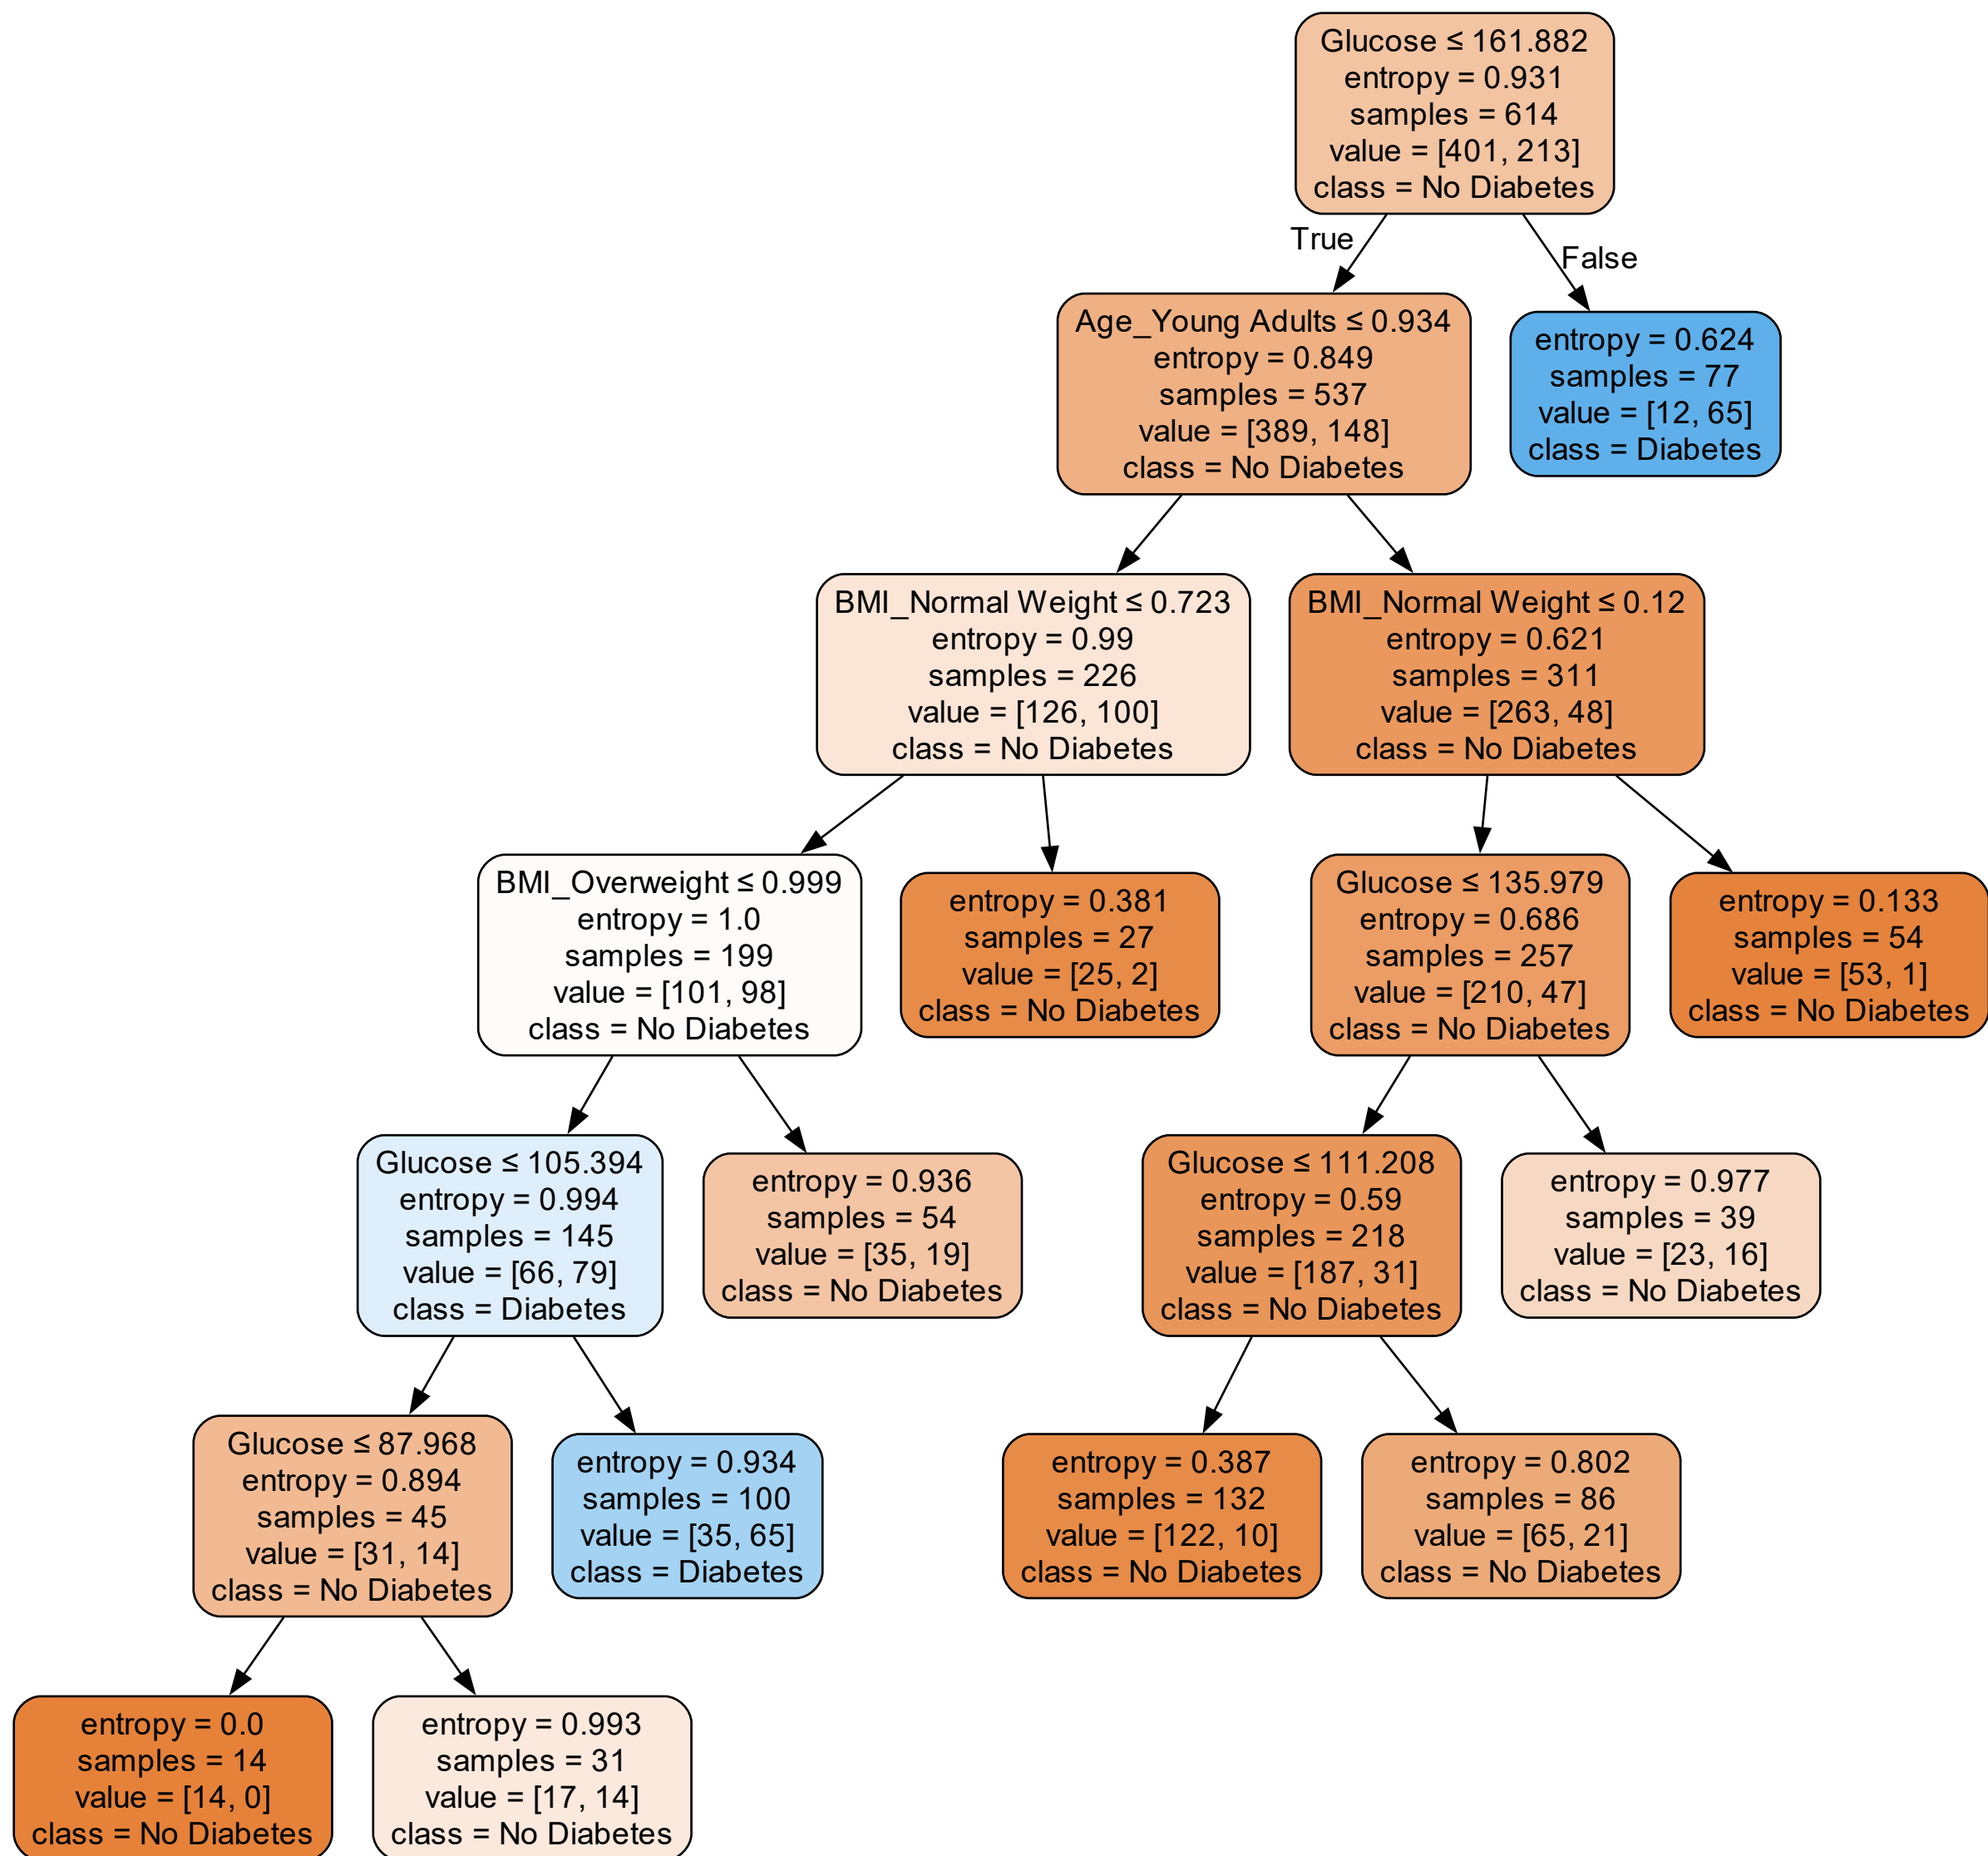 Glucose ≤ 161.882
entropy = 0.931
samples = 614
value = [401, 213]
class = No Diabetes
True
False
Age_Young Adults ≤ 0.934
entropy = 0.849
samples = 537
value = [389, 148]
class = No Diabetes
entropy = 0.624
samples = 77
value = [12, 65]
class = Diabetes
BMI_Normal Weight ≤ 0.723
entropy = 0.99
samples = 226
value = [126, 100]
class = No Diabetes
BMI_Normal Weight ≤ 0.12
entropy = 0.621
samples = 311
value = [263, 48]
class = No Diabetes
BMI_Overweight ≤ 0.999
entropy = 1.0
samples = 199
value = [101, 98]
class = No Diabetes
entropy = 0.381
samples = 27
value = [25, 2]
class = No Diabetes
Glucose ≤ 135.979
entropy = 0.686
samples = 257
value = [210, 47]
class = No Diabetes
entropy = 0.133
samples = 54
value = [53, 1]
class = No Diabetes
Glucose ≤ 105.394
entropy = 0.994
samples = 145
value = [66, 79]
class = Diabetes
entropy = 0.936
samples = 54
value = [35, 19]
class = No Diabetes
Glucose ≤ 111.208
entropy = 0.59
samples = 218
value = [187, 31]
class = No Diabetes
entropy = 0.977
samples = 39
value = [23, 16]
class = No Diabetes
Glucose ≤ 87.968
entropy = 0.894
samples = 45
value = [31, 14]
class = No Diabetes
entropy = 0.934
samples = 100
value = [35, 65]
class = Diabetes
entropy = 0.387
samples = 132
value = [122, 10]
class = No Diabetes
entropy = 0.802
samples = 86
value = [65, 21]
class = No Diabetes
entropy = 0.0
samples = 14
value = [14, 0]
class = No Diabetes
entropy = 0.993
samples = 31
value = [17, 14]
class = No Diabetes